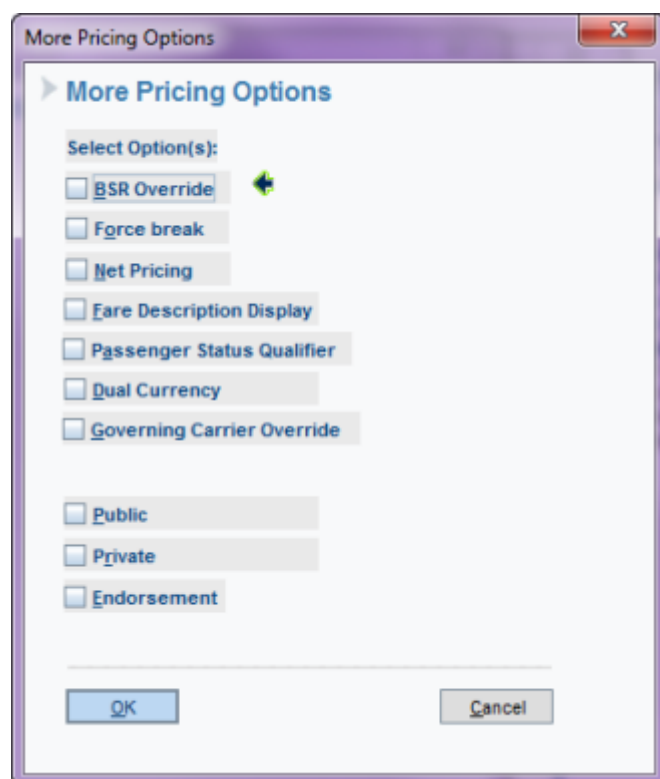 More Pricing Options
More Pricing Options
Select Option(s):
BSR Override
Force break
Net Pricing
Fare Description Display
Passenger Status Qualifier
Dual Currency
Governing Carrier Override
Public
Private
Endorsement
OK
Cancel